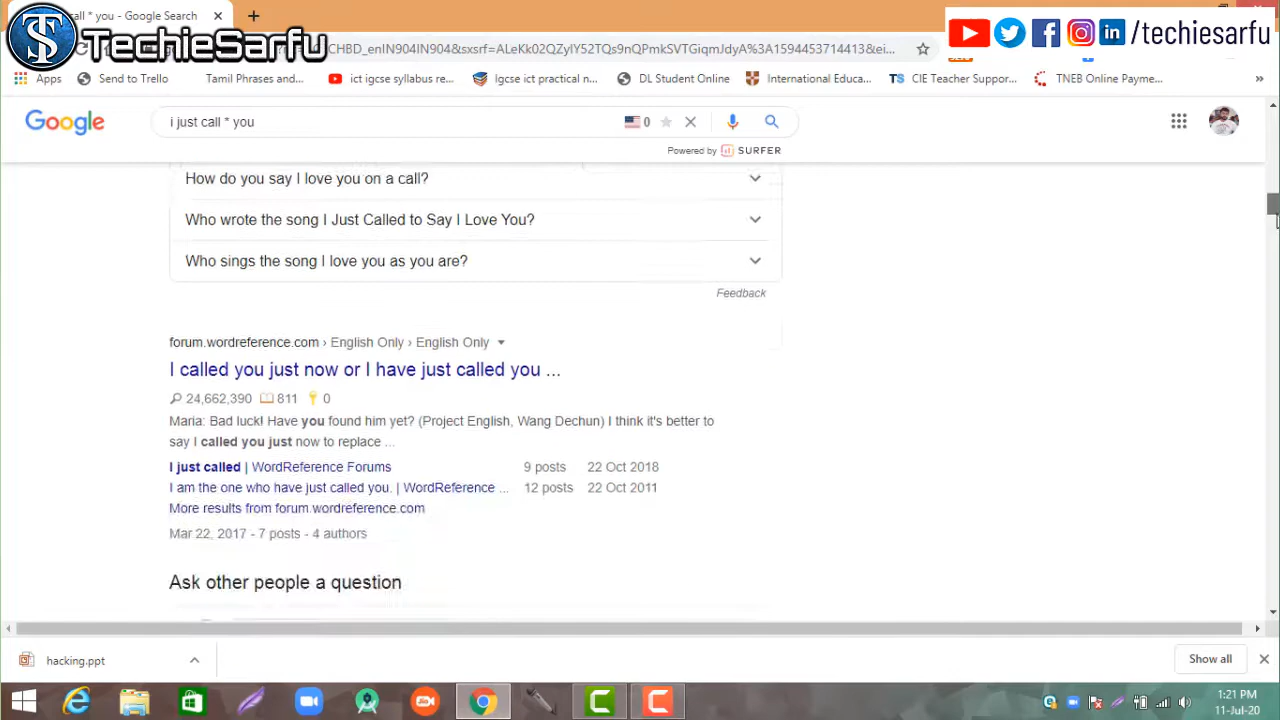 call * you - Google Search
TS TechieSarfu
/techiesarfu
CHBD_enIN904IN904&sxsrf=ALeKk02QZyIY52TQs9nQPmkSVTGiqmJdyA%3A1594453714413&ei...
Apps
Send to Trello
Tamil Phrases and...
ict igcse syllabus re...
Igcse ict practical n...
DL Student Online
International Educa...
TS CIE Teacher Suppor...
TNEB Online Payme...
»
Google
i just call * you
0
Powered by SURFER
How do you say I love you on a call?
Who wrote the song I Just Called to Say I Love You?
Who sings the song I love you as you are?
Feedback
forum.wordreference.com › English Only › English Only
I called you just now or I have just called you ...
24,662,390 811 0
Maria: Bad luck! Have you found him yet? (Project English, Wang Dechun) I think it's better to
say I called you just now to replace ...
I just called | WordReference Forums 9 posts 22 Oct 2018
I am the one who have just called you. | WordReference ... 12 posts 22 Oct 2011
More results from forum.wordreference.com
Mar 22, 2017 - 7 posts - 4 authors
Ask other people a question
hacking.ppt
Show all
1:21 PM
11-Jul-20